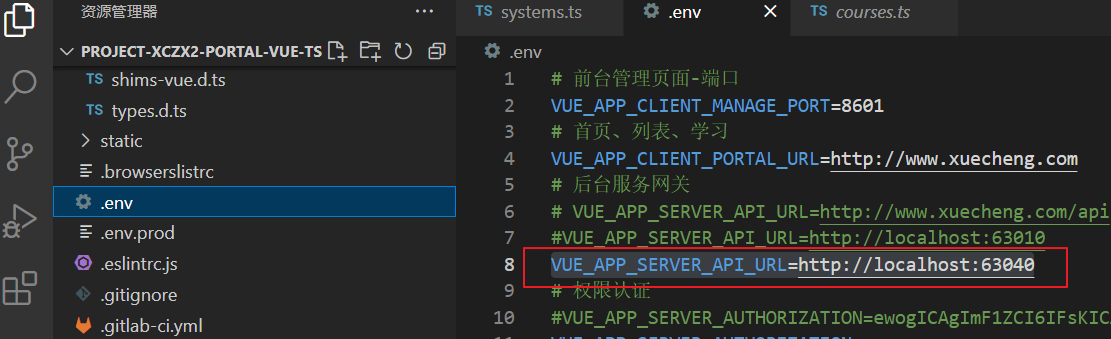 资源管理器
PROJECT-XCZX2-PORTAL-VUE-TS
TS shims-vue.d.ts
TS types.d.ts
static
.browserslistrc
.env
.env.prod
.eslintrc.js
.gitignore
.gitlab-ci.yml
TS systems.ts
.env
TS courses.ts
.env
1 # 前台管理页面-端口
2 VUE_APP_CLIENT_MANAGE_PORT=8601
3 # 首页、列表、学习
4 VUE_APP_CLIENT_PORTAL_URL=http://www.xuecheng.com
5 # 后台服务网关
6 # VUE_APP_SERVER_API_URL=http://www.xuecheng.com/api
7 #VUE_APP_SERVER_API_URL=http://localhost:63010
8 VUE_APP_SERVER_API_URL=http://localhost:63040
9 # 权限认证
10 #VUE_APP_SERVER_AUTHORIZATION=ewogICAgImF1ZCI6IFsKICA